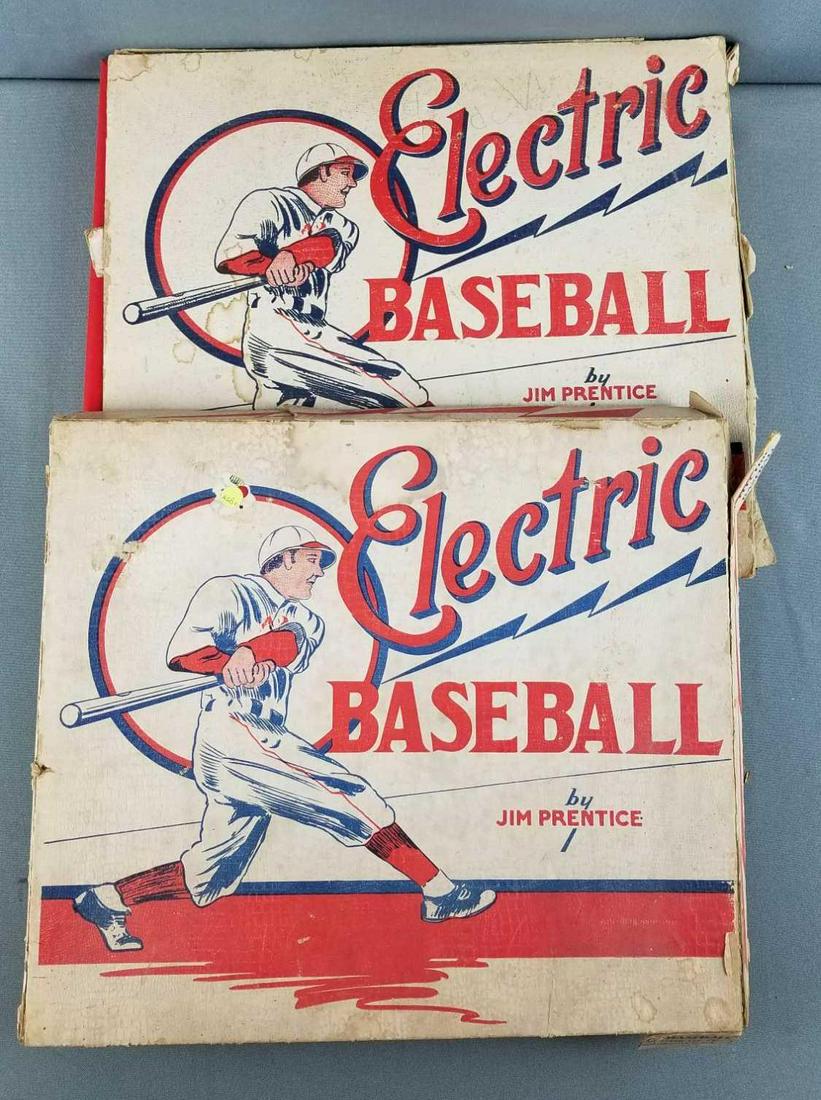 Electric
BASEBALL
by
JIM PRENTICE
Electric
BASEBALL
by
JIM PRENTICE